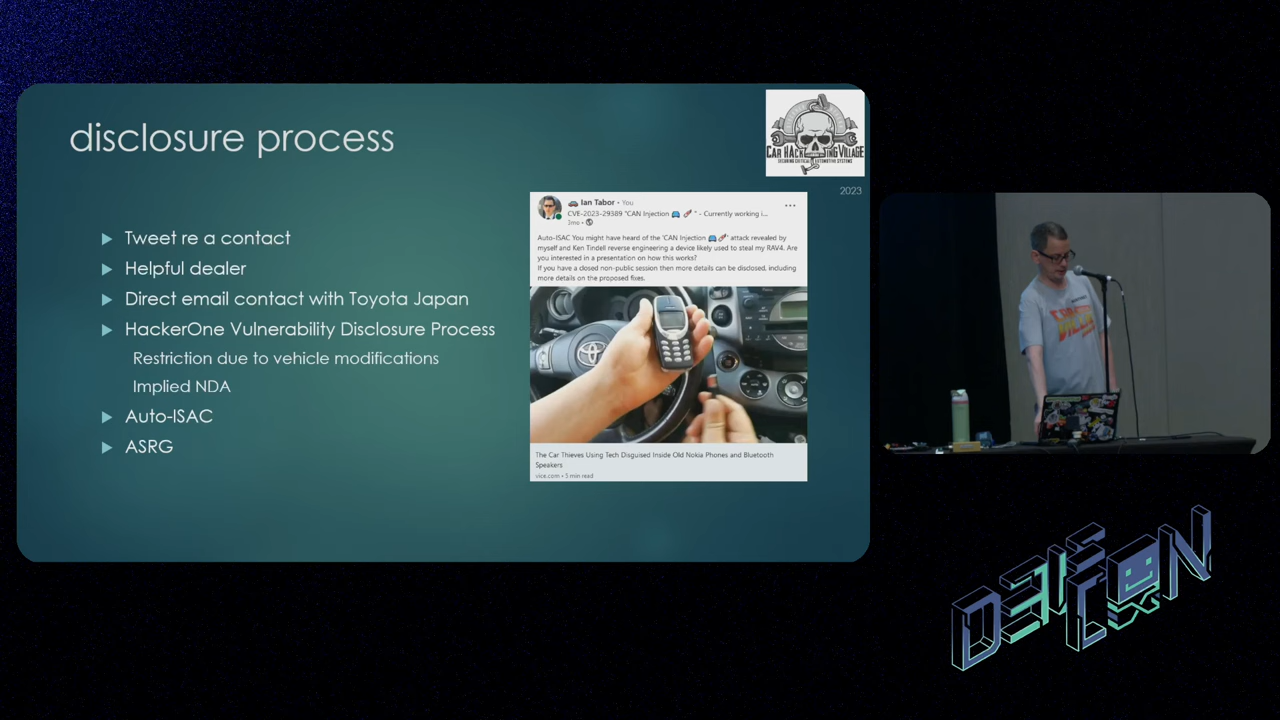 disclosure process
CAR HACKING VILLAGE
SECURING CRITICAL AUTOMOTIVE SYSTEMS
2023
Tweet re a contact
Helpful dealer
Direct email contact with Toyota Japan
HackerOne Vulnerability Disclosure Process
Restriction due to vehicle modifications
Implied NDA
Auto-ISAC
ASRG
Ian Tabor • You
CVE-2023-29389 "CAN Injection 🚘 💉 " - Currently working i...
3mo •
Auto-ISAC You might have heard of the 'CAN Injection 🚘 💉' attack revealed by
myself and Ken Tindell reverse engineering a device likely used to steal my RAV4. Are
you interested in a presentation on how this works?
If you have a closed non-public session then more details can be disclosed, including
more details on the proposed fixes.
The Car Thieves Using Tech Disguised Inside Old Nokia Phones and Bluetooth
Speakers
vice.com • 5 min read
DEF CON